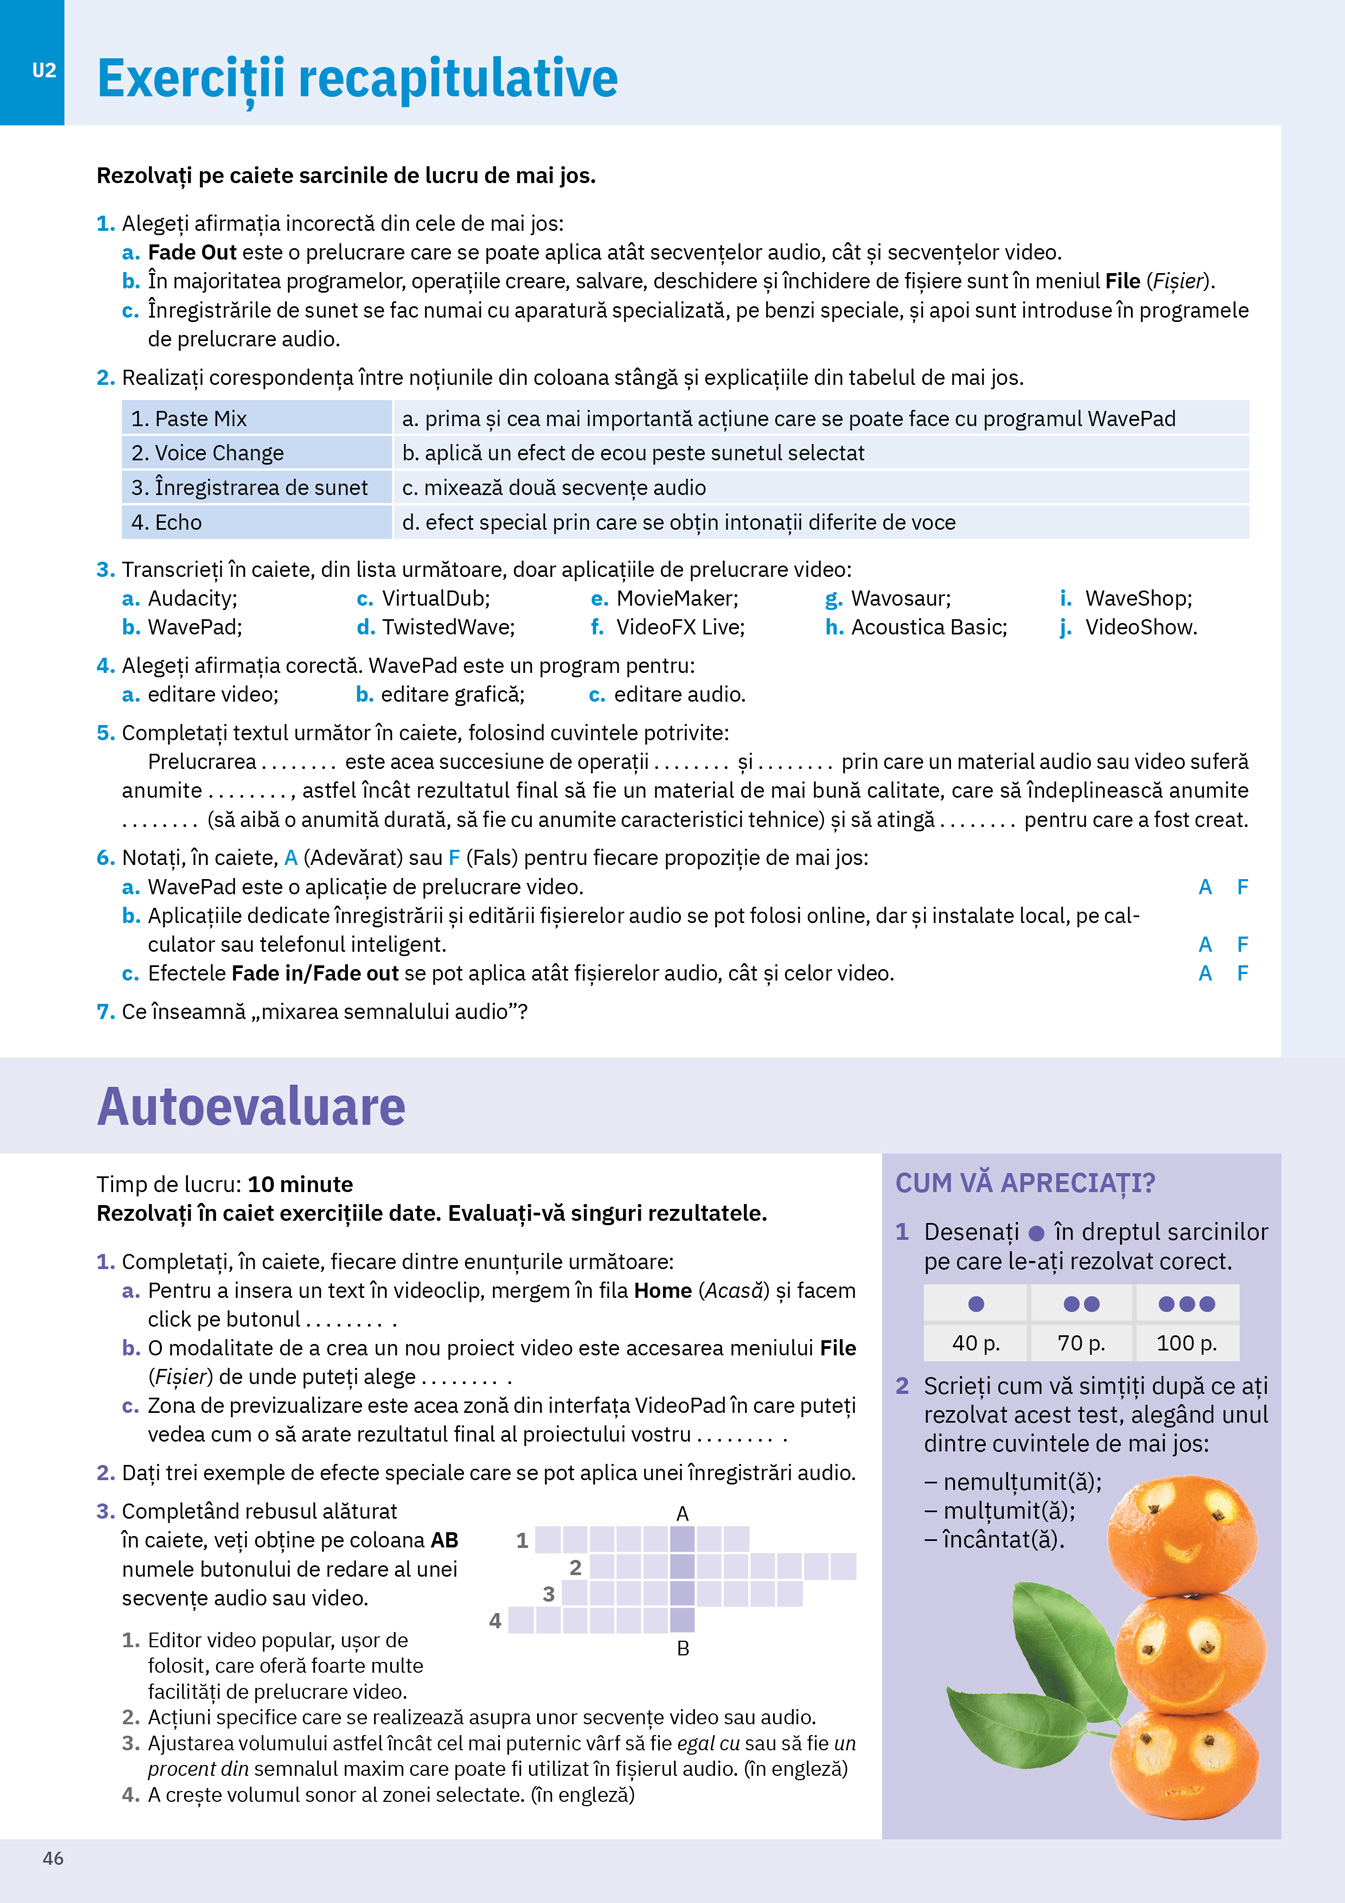 U2
Exerciții recapitulative
Rezolvați pe caiete sarcinile de lucru de mai jos.
1. Alegeți afirmația incorectă din cele de mai jos:
a. Fade Out este o prelucrare care se poate aplica atât secvențelor audio, cât și secvențelor video.
b. În majoritatea programelor, operațiile creare, salvare, deschidere și închidere de fișiere sunt în meniul File (Fișier).
c. Înregistrările de sunet se fac numai cu aparatură specializată, pe benzi speciale, și apoi sunt introduse în programele
de prelucrare audio.
2. Realizați corespondența între noțiunile din coloana stângă și explicațiile din tabelul de mai jos.
1. Paste Mix a. prima și cea mai importantă acțiune care se poate face cu programul WavePad
2. Voice Change b. aplică un efect de ecou peste sunetul selectat
3. Înregistrarea de sunet c. mixează două secvențe audio
4. Echo d. efect special prin care se obțin intonații diferite de voce
3. Transcrieți în caiete, din lista următoare, doar aplicațiile de prelucrare video:
a. Audacity; c. VirtualDub; e. MovieMaker; g. Wavosaur; i. WaveShop;
b. WavePad; d. TwistedWave; f. VideoFX Live; h. Acoustica Basic; j. VideoShow.
4. Alegeți afirmația corectă. WavePad este un program pentru:
a. editare video; b. editare grafică; c. editare audio.
5. Completați textul următor în caiete, folosind cuvintele potrivite:
Prelucrarea ........ este acea succesiune de operații ........ și ........ prin care un material audio sau video suferă
anumite ........, astfel încât rezultatul final să fie un material de mai bună calitate, care să îndeplinească anumite
........ (să aibă o anumită durată, să fie cu anumite caracteristici tehnice) și să atingă ........ pentru care a fost creat.
6. Notați, în caiete, A (Adevărat) sau F (Fals) pentru fiecare propoziție de mai jos:
a. WavePad este o aplicație de prelucrare video. A F
b. Aplicațiile dedicate înregistrării și editării fișierelor audio se pot folosi online, dar și instalate local, pe cal-
culator sau telefonul inteligent. A F
c. Efectele Fade in/Fade out se pot aplica atât fișierelor audio, cât și celor video. A F
7. Ce înseamnă „mixarea semnalului audio”?
Autoevaluare
Timp de lucru: 10 minute
Rezolvați în caiet exercițiile date. Evaluați-vă singuri rezultatele.
1. Completați, în caiete, fiecare dintre enunțurile următoare:
a. Pentru a insera un text în videoclip, mergem în fila Home (Acasă) și facem
click pe butonul ......... .
b. O modalitate de a crea un nou proiect video este accesarea meniului File
(Fișier) de unde puteți alege ......... .
c. Zona de previzualizare este acea zonă din interfața VideoPad în care puteți
vedea cum o să arate rezultatul final al proiectului vostru ......... .
2. Dați trei exemple de efecte speciale care se pot aplica unei înregistrări audio.
3. Completând rebusul alăturat
în caiete, veți obține pe coloana AB
numele butonului de redare al unei
secvențe audio sau video.
A
1
2
3
4
B
1. Editor video popular, ușor de
folosit, care oferă foarte multe
facilități de prelucrare video.
2. Acțiuni specifice care se realizează asupra unor secvențe video sau audio.
3. Ajustarea volumului astfel încât cel mai puternic vârf să fie egal cu sau să fie un
procent din semnalul maxim care poate fi utilizat în fișierul audio. (în engleză)
4. A crește volumul sonor al zonei selectate. (în engleză)
CUM VĂ APRECIAȚI?
1 Desenați ● în dreptul sarcinilor
pe care le-ați rezolvat corect.
● ●● ●●●
40 p. 70 p. 100 p.
2 Scrieți cum vă simțiți după ce ați
rezolvat acest test, alegând unul
dintre cuvintele de mai jos:
– nemulțumit(ă);
– mulțumit(ă);
– încântat(ă).
46